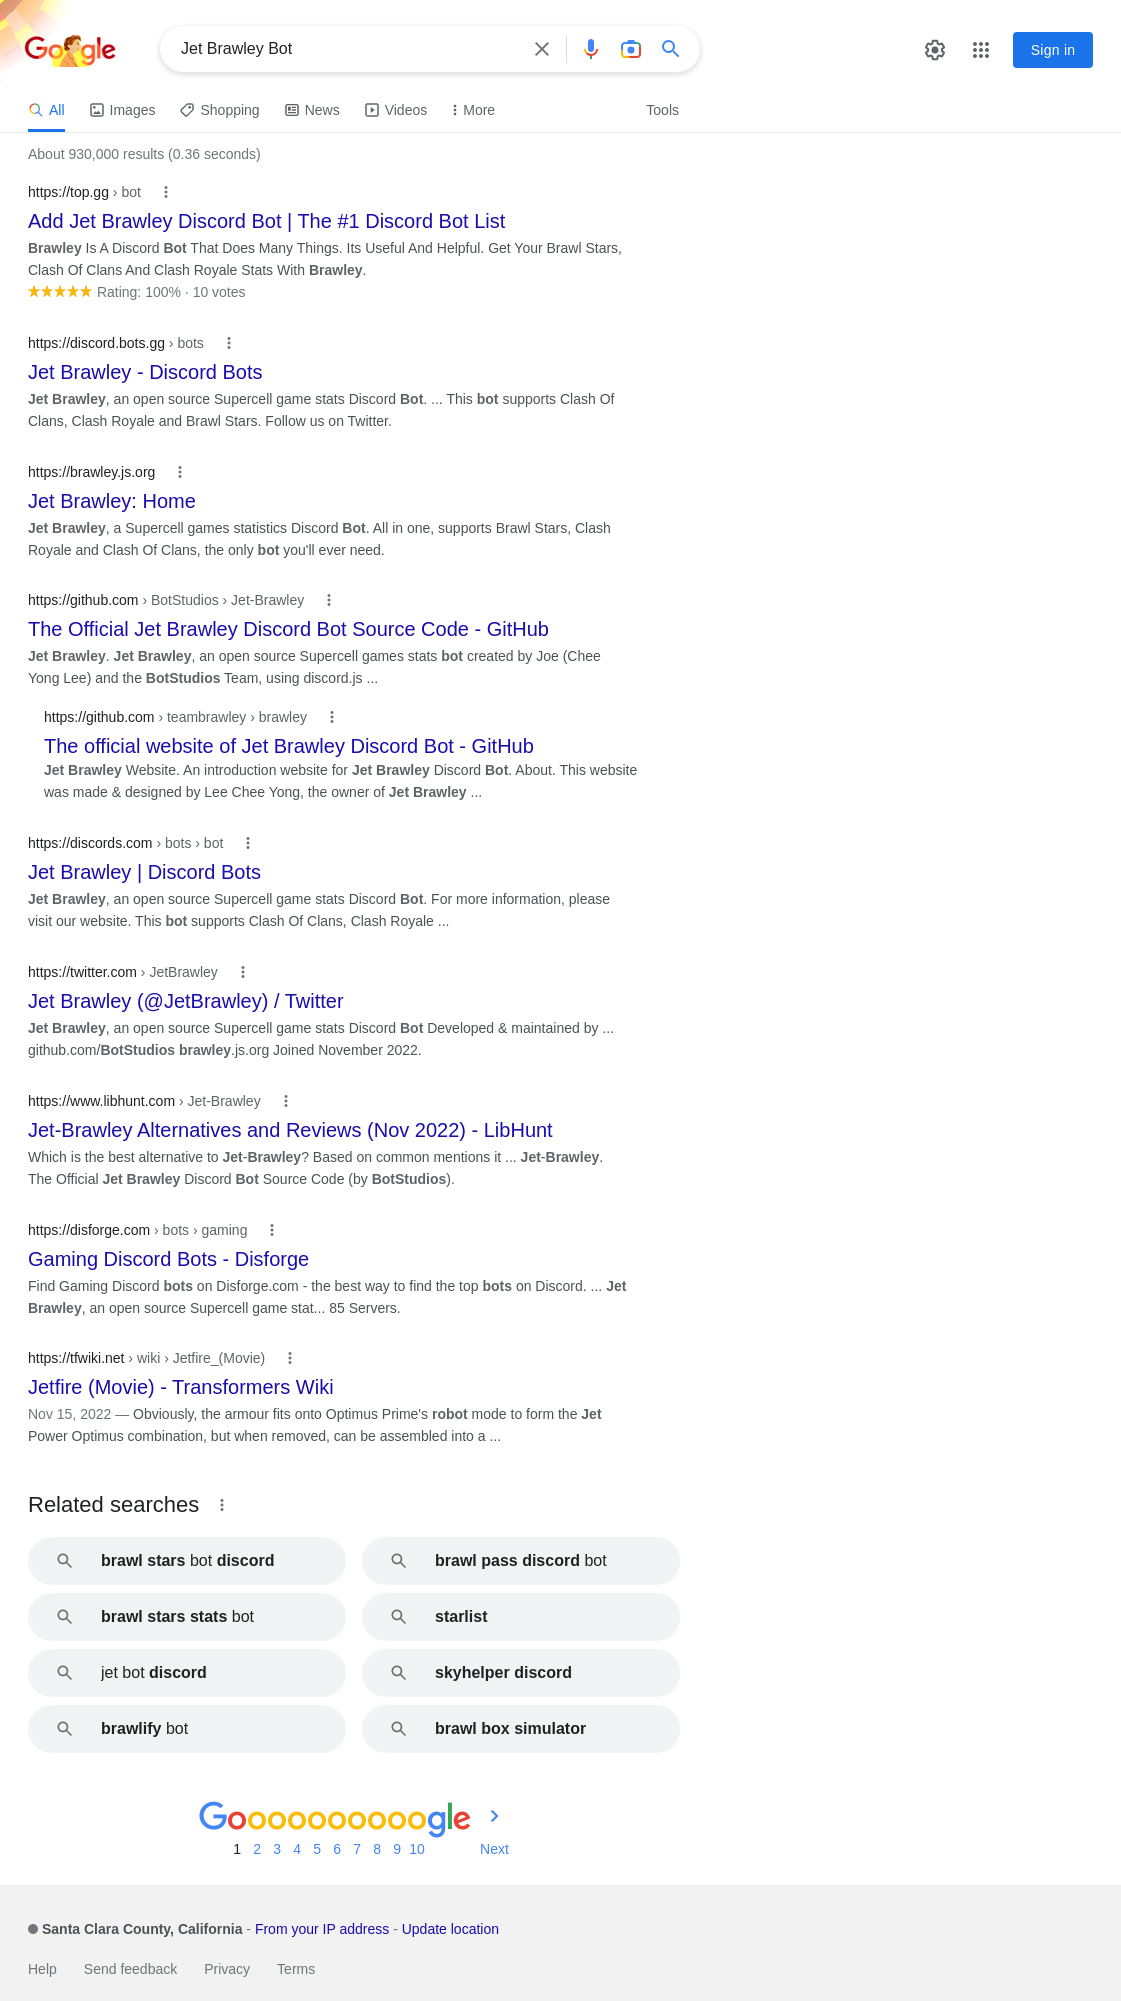 Google
Jet Brawley Bot
Sign in
All
Images
Shopping
News
Videos
More
Tools
About 930,000 results (0.36 seconds)
https://top.gg › bot
Add Jet Brawley Discord Bot | The #1 Discord Bot List
Brawley Is A Discord Bot That Does Many Things. Its Useful And Helpful. Get Your Brawl Stars,
Clash Of Clans And Clash Royale Stats With Brawley.
Rating: 100% · 10 votes
https://discord.bots.gg › bots
Jet Brawley - Discord Bots
Jet Brawley, an open source Supercell game stats Discord Bot. ... This bot supports Clash Of
Clans, Clash Royale and Brawl Stars. Follow us on Twitter.
https://brawley.js.org
Jet Brawley: Home
Jet Brawley, a Supercell games statistics Discord Bot. All in one, supports Brawl Stars, Clash
Royale and Clash Of Clans, the only bot you'll ever need.
https://github.com › BotStudios › Jet-Brawley
The Official Jet Brawley Discord Bot Source Code - GitHub
Jet Brawley. Jet Brawley, an open source Supercell games stats bot created by Joe (Chee
Yong Lee) and the BotStudios Team, using discord.js ...
https://github.com › teambrawley › brawley
The official website of Jet Brawley Discord Bot - GitHub
Jet Brawley Website. An introduction website for Jet Brawley Discord Bot. About. This website
was made & designed by Lee Chee Yong, the owner of Jet Brawley ...
https://discords.com › bots › bot
Jet Brawley | Discord Bots
Jet Brawley, an open source Supercell game stats Discord Bot. For more information, please
visit our website. This bot supports Clash Of Clans, Clash Royale ...
https://twitter.com › JetBrawley
Jet Brawley (@JetBrawley) / Twitter
Jet Brawley, an open source Supercell game stats Discord Bot Developed & maintained by ...
github.com/BotStudios brawley.js.org Joined November 2022.
https://www.libhunt.com › Jet-Brawley
Jet-Brawley Alternatives and Reviews (Nov 2022) - LibHunt
Which is the best alternative to Jet-Brawley? Based on common mentions it ... Jet-Brawley.
The Official Jet Brawley Discord Bot Source Code (by BotStudios).
https://disforge.com › bots › gaming
Gaming Discord Bots - Disforge
Find Gaming Discord bots on Disforge.com - the best way to find the top bots on Discord. ... Jet
Brawley, an open source Supercell game stat... 85 Servers.
https://tfwiki.net › wiki › Jetfire_(Movie)
Jetfire (Movie) - Transformers Wiki
Nov 15, 2022 — Obviously, the armour fits onto Optimus Prime's robot mode to form the Jet
Power Optimus combination, but when removed, can be assembled into a ...
Related searches
brawl stars bot discord
brawl pass discord bot
brawl stars stats bot
starlist
jet bot discord
skyhelper discord
brawlify bot
brawl box simulator
Goooooooooogle
1 2 3 4 5 6 7 8 9 10 Next
Santa Clara County, California - From your IP address - Update location
Help Send feedback Privacy Terms